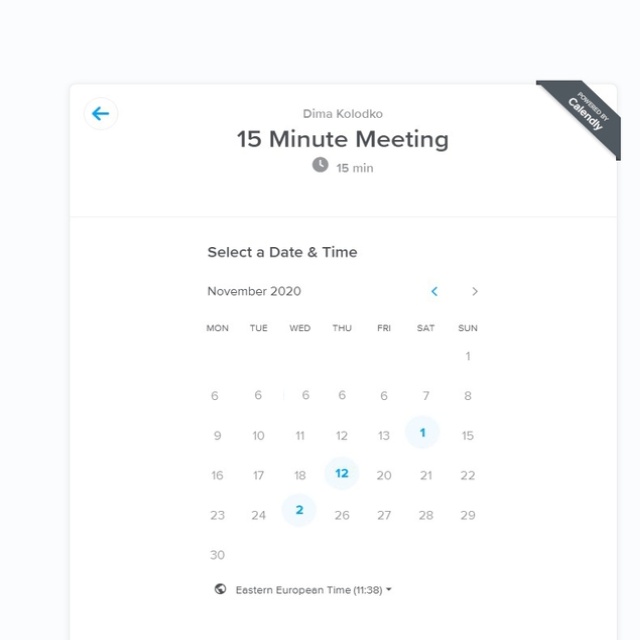 POWERED BY
Calendly
Dima Kolodko
15 Minute Meeting
15 min
Select a Date & Time
November 2020
MON TUE WED THU FRI SAT SUN
1
6 6 6 6 6 7 8
9 10 11 12 13 1 15
16 17 18 12 20 21 22
23 24 2 26 27 28 29
30
Eastern European Time (11:38)